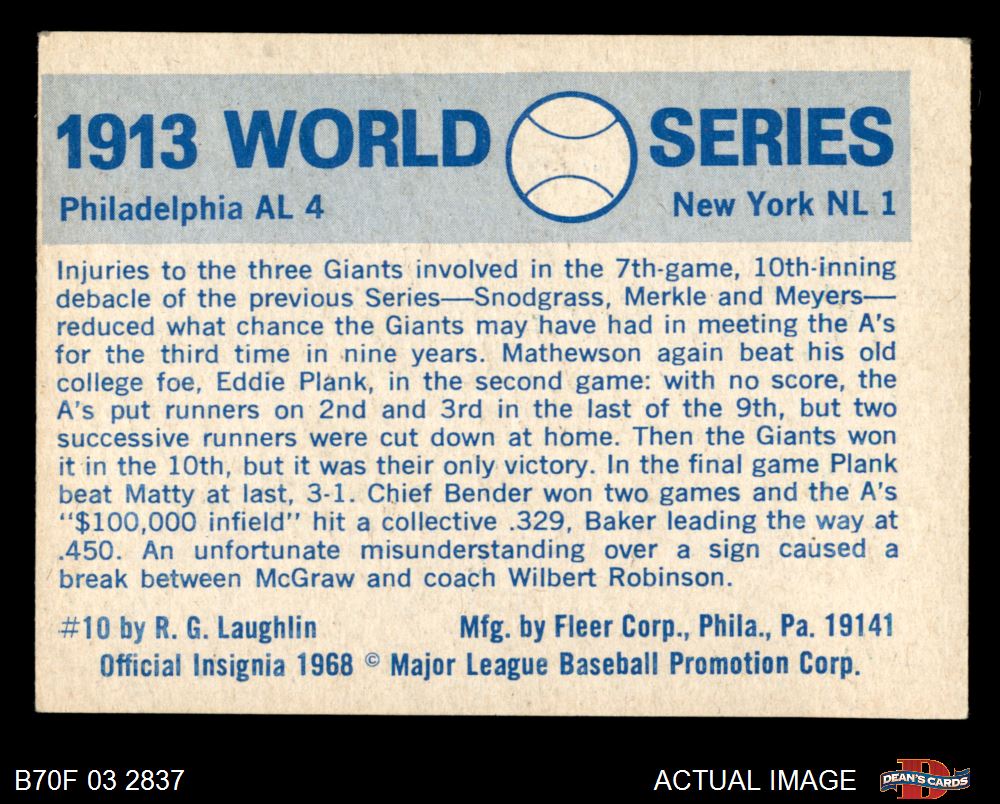 1913 WORLD SERIES
Philadelphia AL 4 New York NL 1
Injuries to the three Giants involved in the 7th-game, 10th-inning
debacle of the previous Series—Snodgrass, Merkle and Meyers—
reduced what chance the Giants may have had in meeting the A's
for the third time in nine years. Mathewson again beat his old
college foe, Eddie Plank, in the second game: with no score, the
A's put runners on 2nd and 3rd in the last of the 9th, but two
successive runners were cut down at home. Then the Giants won
it in the 10th, but it was their only victory. In the final game Plank
beat Matty at last, 3-1. Chief Bender won two games and the A's
"$100,000 infield" hit a collective .329, Baker leading the way at
.450. An unfortunate misunderstanding over a sign caused a
break between McGraw and coach Wilbert Robinson.
#10 by R. G. Laughlin Mfg. by Fleer Corp., Phila., Pa. 19141
Official Insignia 1968 © Major League Baseball Promotion Corp.
B70F 03 2837 ACTUAL IMAGE D DEAN'S CARDS